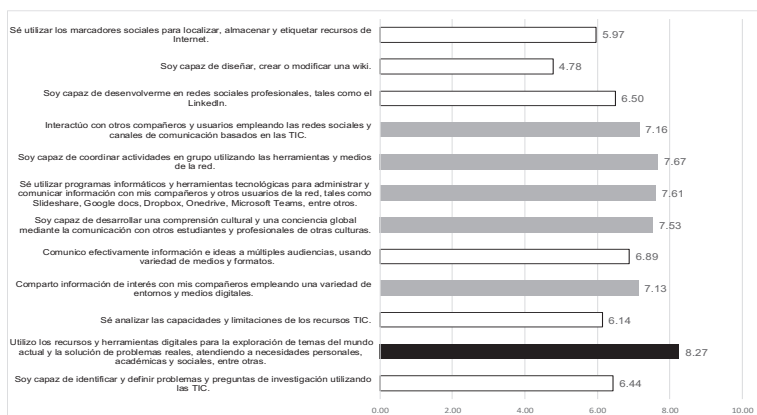 Sé utilizar los marcadores sociales para localizar, almacenar y etiquetar recursos de
Internet.
5.97
Soy capaz de diseñar, crear o modificar una wiki.
4.78
Soy capaz de desenvolverme en redes sociales profesionales, tales como el
LinkedIn.
6.50
Interactúo con otros compañeros y usuarios empleando las redes sociales y
canales de comunicación basados en las TIC.
7.16
Soy capaz de coordinar actividades en grupo utilizando las herramientas y medios
de la red.
7.67
Sé utilizar programas informáticos y herramientas tecnológicas para administrar y
comunicar información con mis compañeros y otros usuarios de la red, tales como
Slideshare, Google docs, Dropbox, Onedrive, Microsoft Teams, entre otros.
7.61
Soy capaz de desarrollar una comprensión cultural y una conciencia global
mediante la comunicación con otros estudiantes y profesionales de otras culturas.
7.53
Comunico efectivamente información e ideas a múltiples audiencias, usando
variedad de medios y formatos.
6.89
Comparto información de interés con mis compañeros empleando una variedad de
entornos y medios digitales.
7.13
Sé analizar las capacidades y limitaciones de los recursos TIC.
6.14
Utilizo los recursos y herramientas digitales para la exploración de temas del mundo
actual y la solución de problemas reales, atendiendo a necesidades personales,
académicas y sociales, entre otras.
8.27
Soy capaz de identificar y definir problemas y preguntas de investigación utilizando
las TIC.
6.44
0.00 2.00 4.00 6.00 8.00 10.00